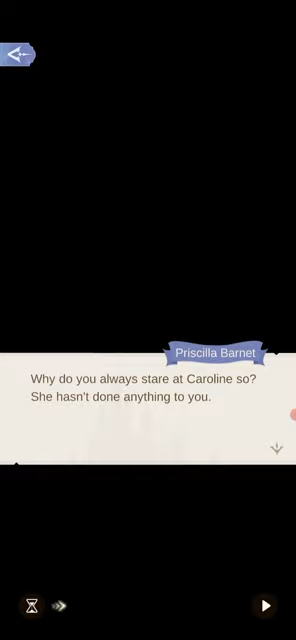 Priscilla Barnet
Why do you always stare at Caroline so?
She hasn't done anything to you.